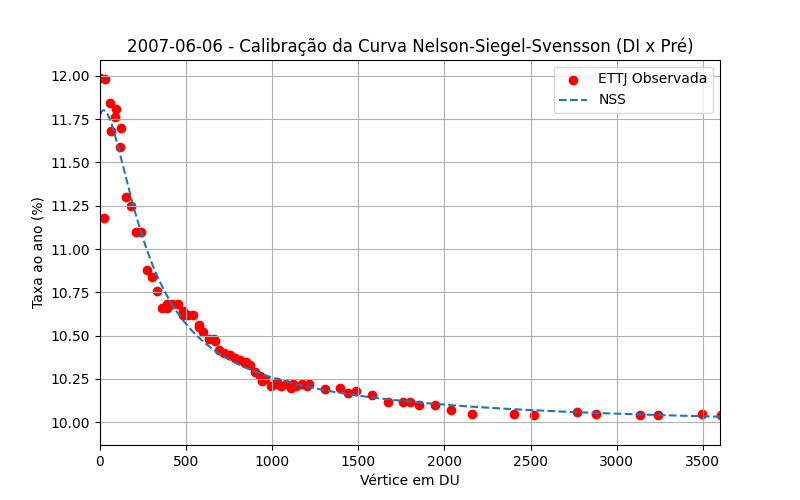 2007-06-06 - Calibração da Curva Nelson-Siegel-Svensson (DI x Pré)
ETTJ Observada
NSS
Taxa ao ano (%)
12.00
11.75
11.50
11.25
11.00
10.75
10.50
10.25
10.00
0 500 1000 1500 2000 2500 3000 3500
Vértice em DU